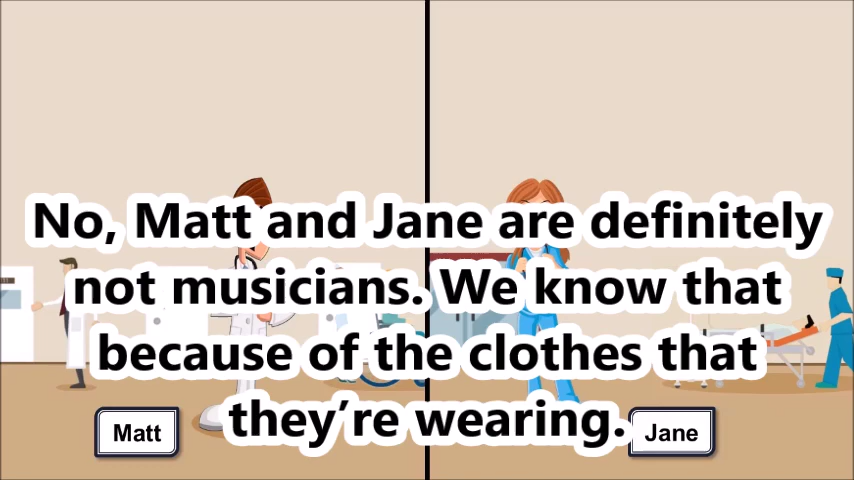 No, Matt and Jane are definitely
not musicians. We know that
because of the clothes that
they’re wearing.
Matt
Jane